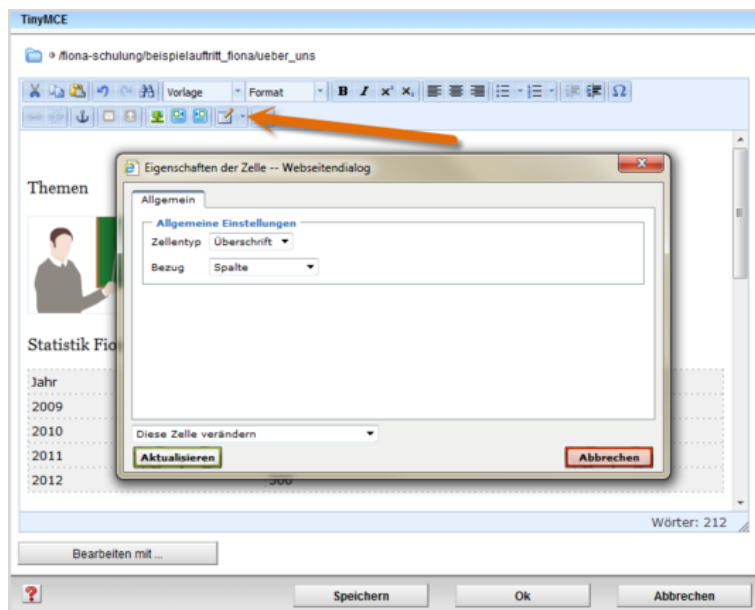 TinyMCE
/fiona-schulung/beispielauftritt_fiona/ueber_uns
Vorlage Format B I x² x₂ Ω
Eigenschaften der Zelle -- Webseitendialog
Themen
Allgemein
Allgemeine Einstellungen
Zellentyp Überschrift
Bezug Spalte
Statistik Fio
Jahr
2009
2010
Diese Zelle verändern
2011
Aktualisieren Abbrechen
2012
Wörter: 212
Bearbeiten mit ...
? Speichern Ok Abbrechen